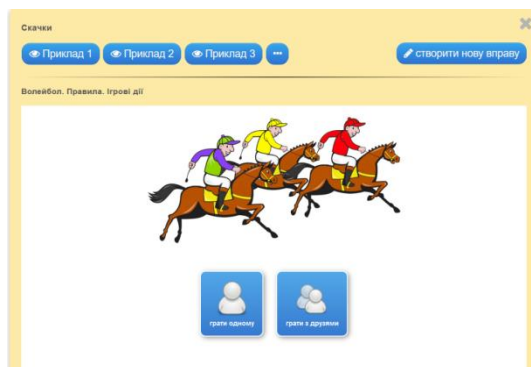 Скачки
Приклад 1 Приклад 2 Приклад 3 ••• створити нову вправу
Волейбол. Правила. Ігрові дії
грати одному грати з друзями